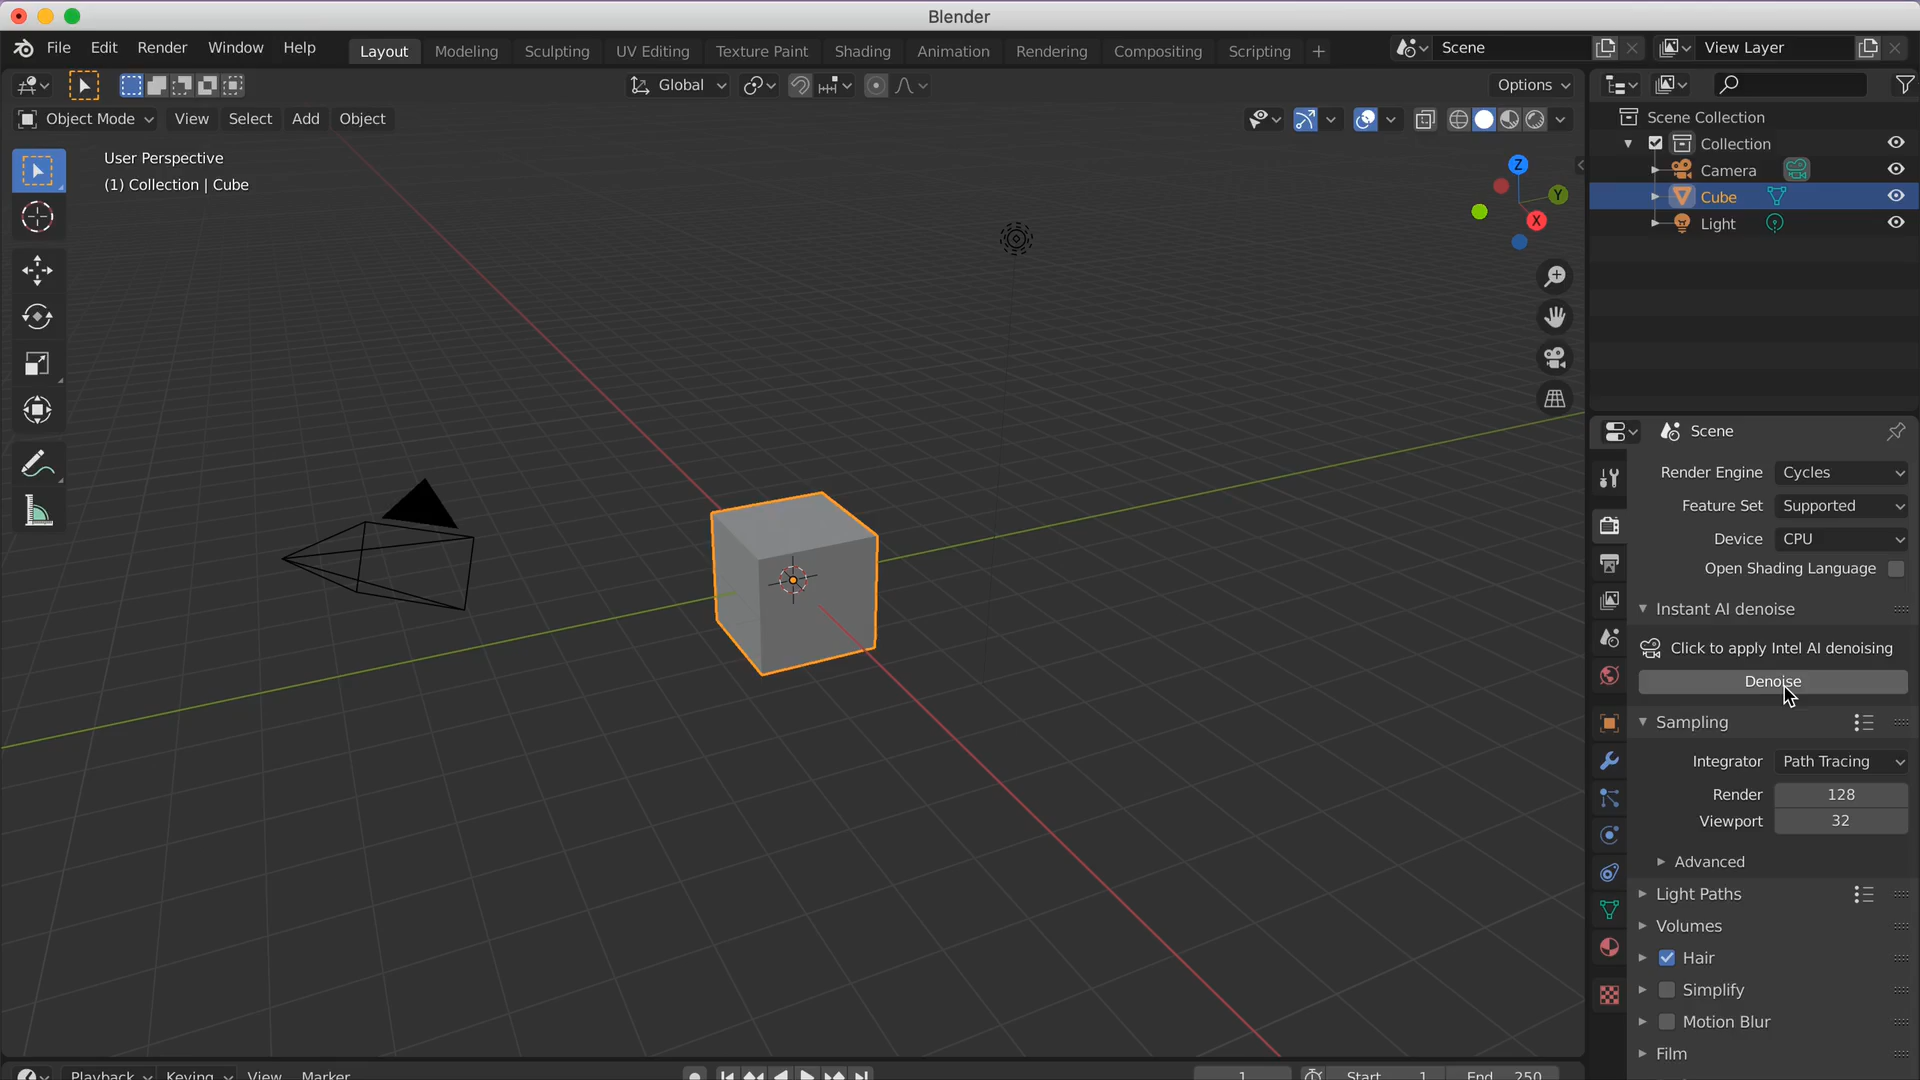 Blender
File Edit Render Window Help Layout Modeling Sculpting UV Editing Texture Paint Shading Animation Rendering Compositing Scripting + Scene View Layer
Global Options
Object Mode View Select Add Object
User Perspective
(1) Collection | Cube
Z
Y
X
Scene Collection
Collection
Camera
Cube
Light
Scene
Render Engine Cycles
Feature Set Supported
Device CPU
Open Shading Language
Instant AI denoise
Click to apply Intel AI denoising
Denoise
Sampling
Integrator Path Tracing
Render 128
Viewport 32
Advanced
Light Paths
Volumes
Hair
Simplify
Motion Blur
Film
Playback Keying View Marker 1 Start 1 End 250